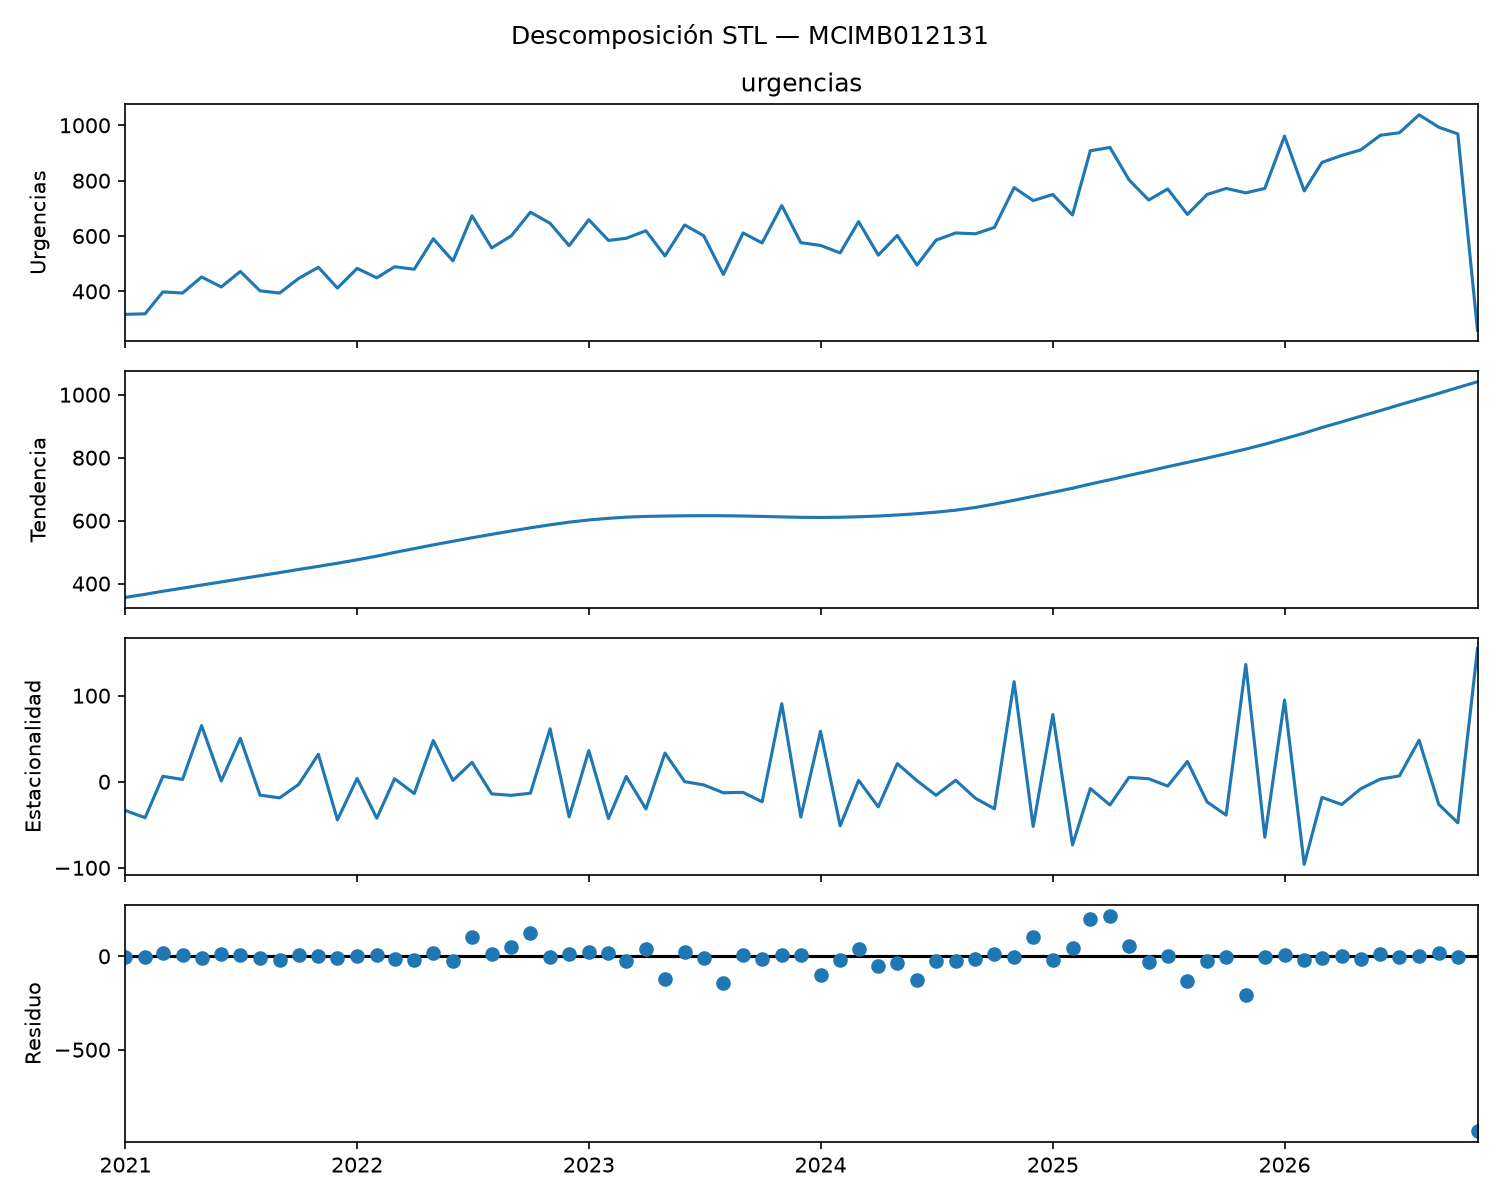 Descomposición STL — MCIMB012131
urgencias
Urgencias
1000
800
600
400
Tendencia
1000
800
600
400
Estacionalidad
100
0
−100
Residuo
0
−500
2021 2022 2023 2024 2025 2026